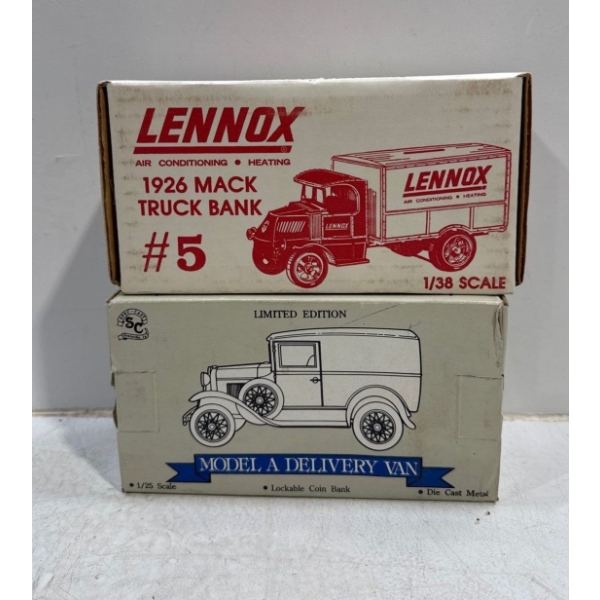 LENNOX
AIR CONDITIONING • HEATING
1926 MACK
TRUCK BANK
#5
LENNOX
AIR CONDITIONING • HEATING
LENNOX
1/38 SCALE
LIMITED EDITION
SC
MODEL A DELIVERY VAN
• 1/25 Scale
• Lockable Coin Bank
• Die Cast Metal